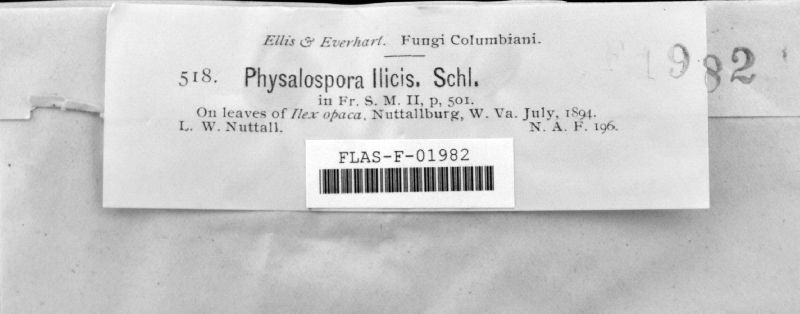 Ellis & Everhart. Fungi Columbiani.
518. Physalospora Ilicis. Schl.
in Fr. S. M. II, p, 501.
On leaves of Ilex opaca, Nuttallburg, W. Va. July, 1894.
L. W. Nuttall. N. A. F. 196.
F1982
FLAS-F-01982